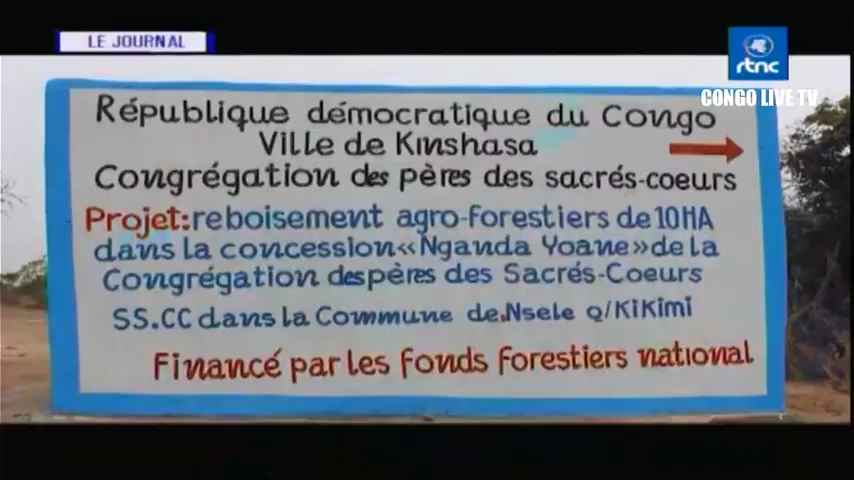 LE JOURNAL
rtnc
CONGO LIVE TV
République démocratique du Congo
Ville de Kinshasa
Congrégation des pères des sacrés-coeurs
Projet: reboisement agro-forestiers de 10HA
dans la concession «Nganda Yoane» de la
Congrégation des pères des Sacrés-Coeurs
SS.CC dans la Commune de Nsele Q/Kikimi
Financé par les fonds forestiers national